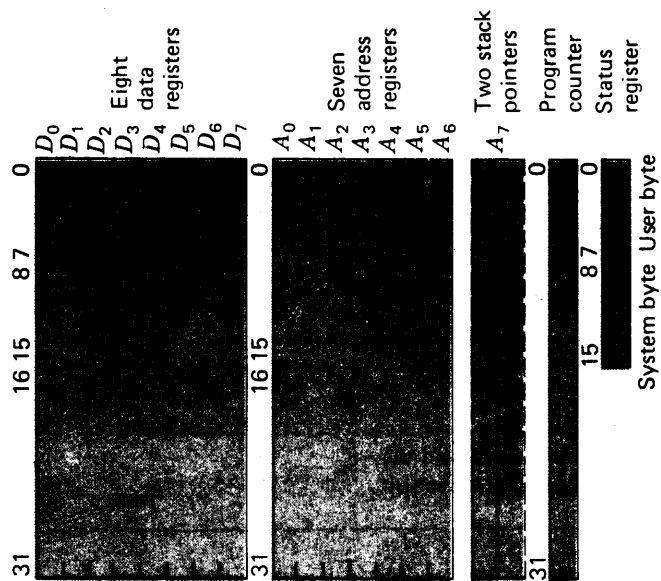 31 16 15 8 7 0
D₀
D₁
D₂
D₃
D₄
D₅
D₆
D₇
Eight
data
registers
31 16 15 8 7 0
A₀
A₁
A₂
A₃
A₄
A₅
A₆
Seven
address
registers
A₇
Two stack
pointers
31 0
Program
counter
15 8 7 0
Status
register
System byte User byte